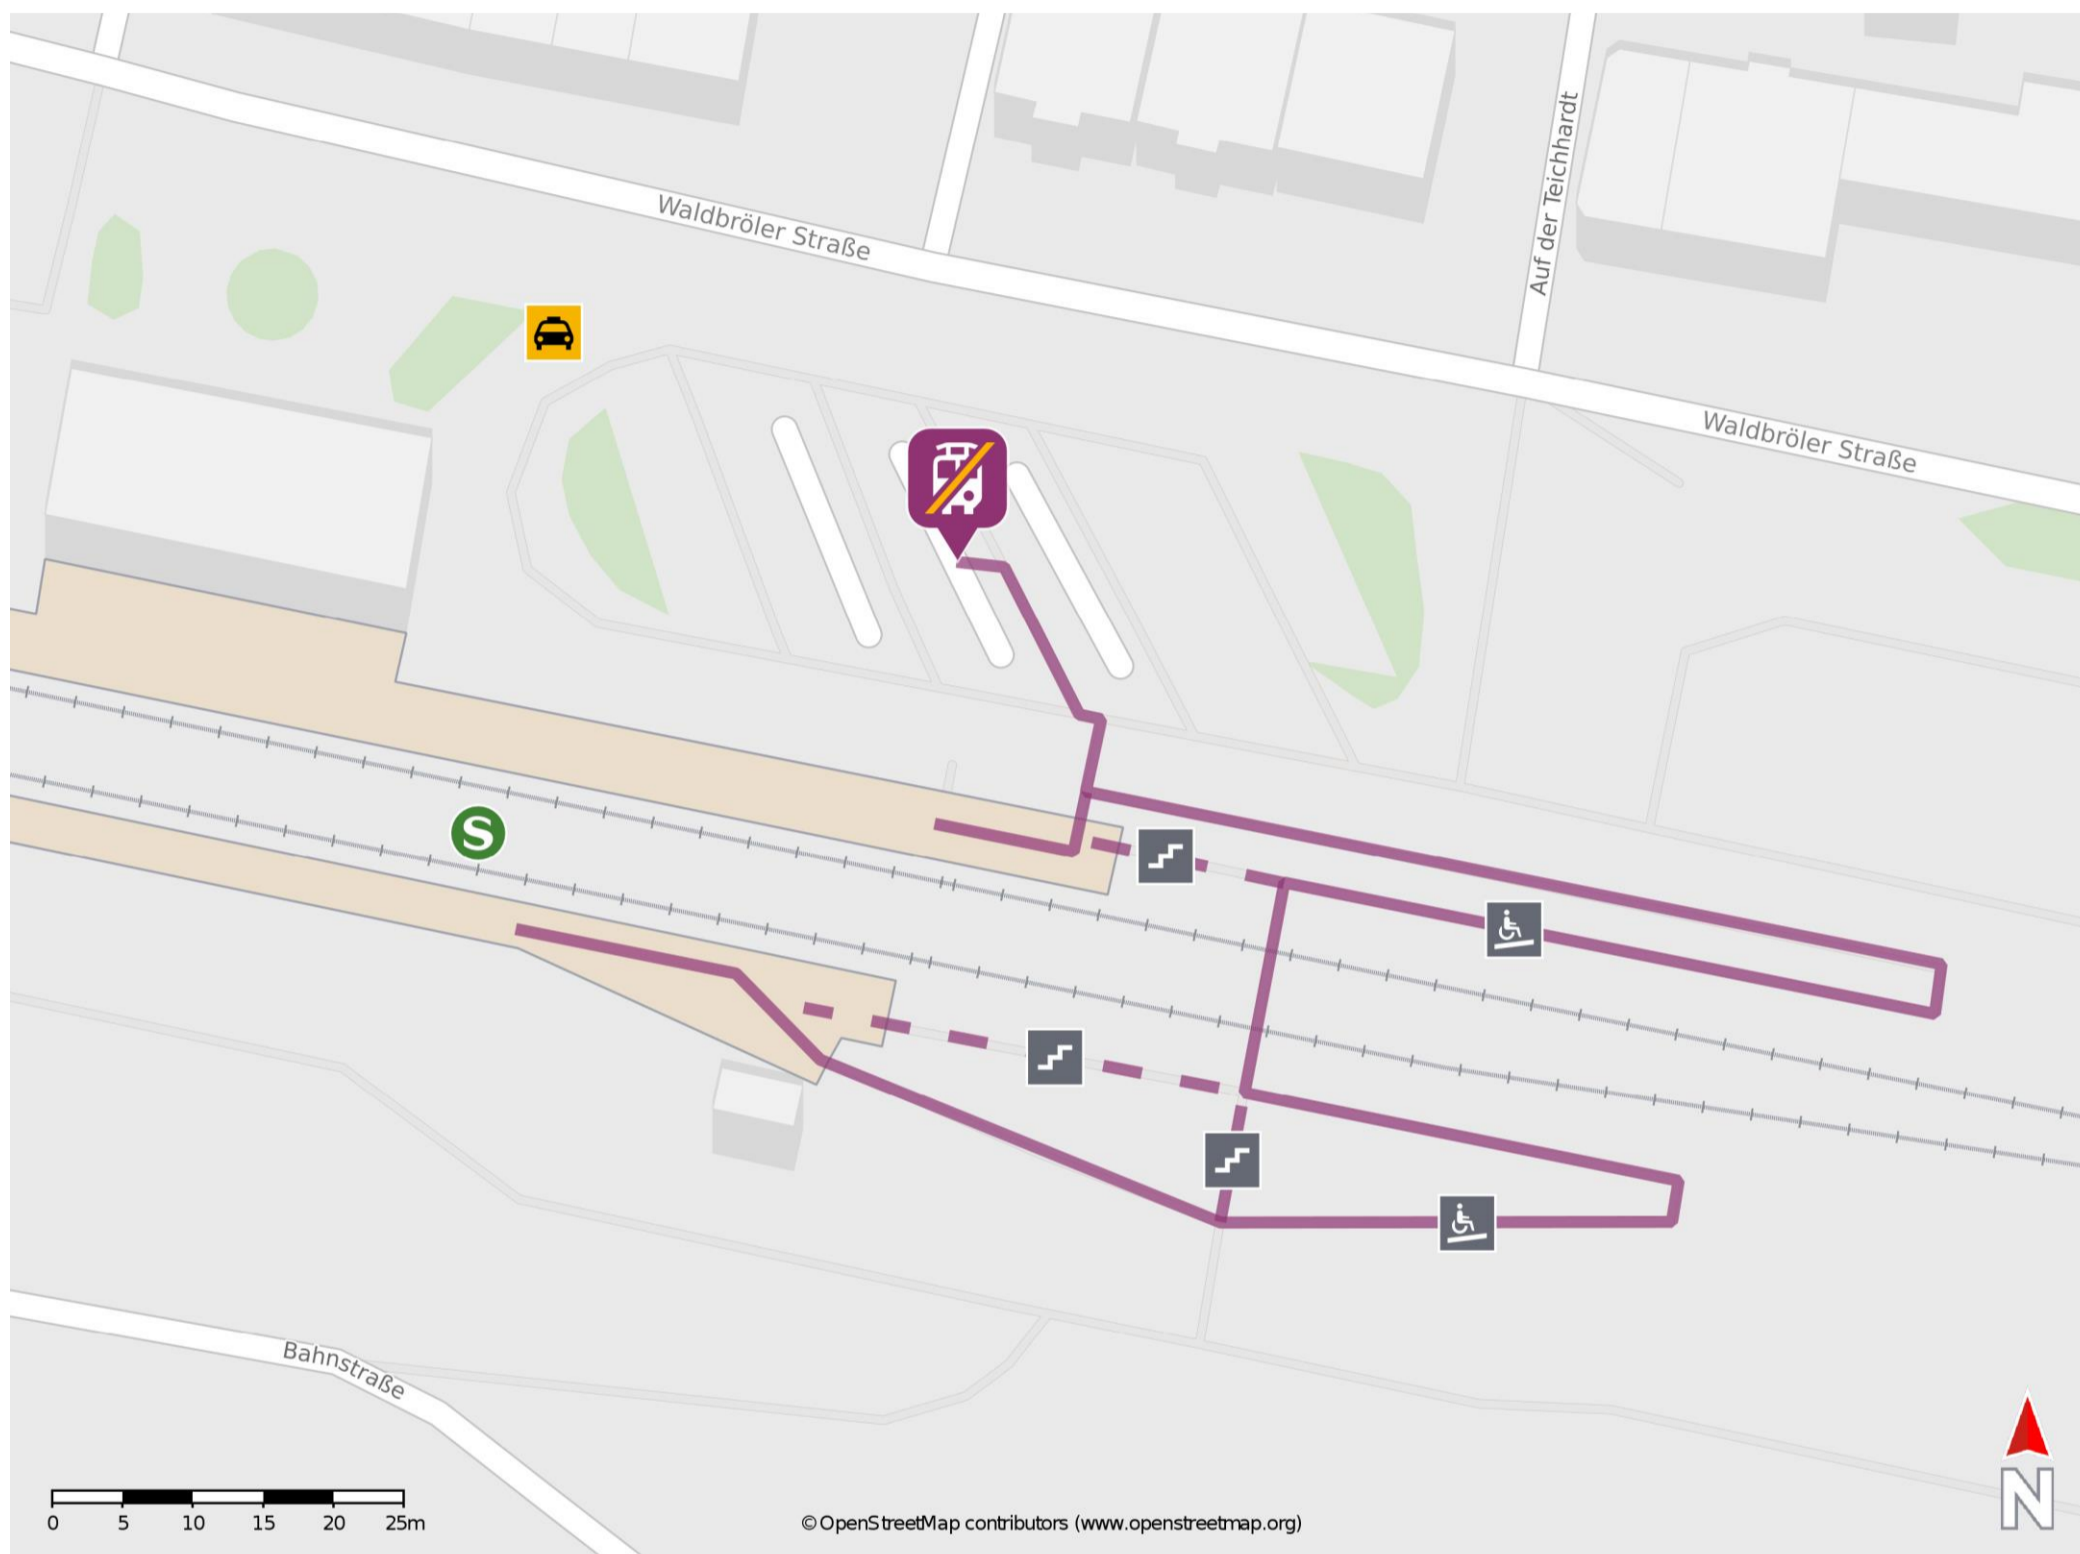 Waldbröler Straße
Auf der Teichhardt
Waldbröler Straße
S
Bahnstraße
0 5 10 15 20 25m
©OpenStreetMap contributors (www.openstreetmap.org)
N